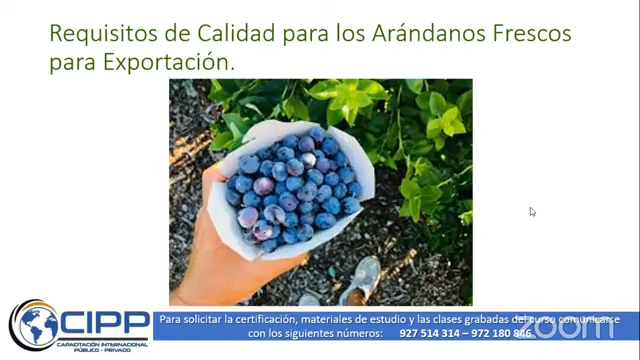 Requisitos de Calidad para los Arándanos Frescos
para Exportación.
CIPP
CAPACITACIÓN INTERNACIONAL
PÚBLICO - PRIVADO
Para solicitar la certificación, materiales de estudio y las clases grabadas del curso comunicarse
con los siguientes números: 927 514 314 – 972 180 846
zoom